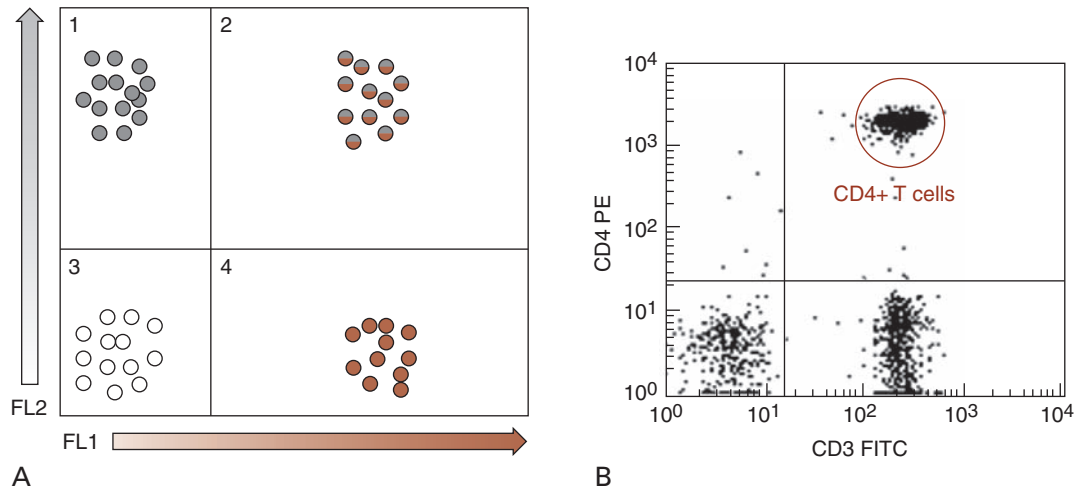 1
2
3
4
FL2
FL1
A
10⁴
10³
10²
10¹
10⁰
CD4 PE
CD4+ T cells
10⁰ 10¹ 10² 10³ 10⁴
CD3 FITC
B